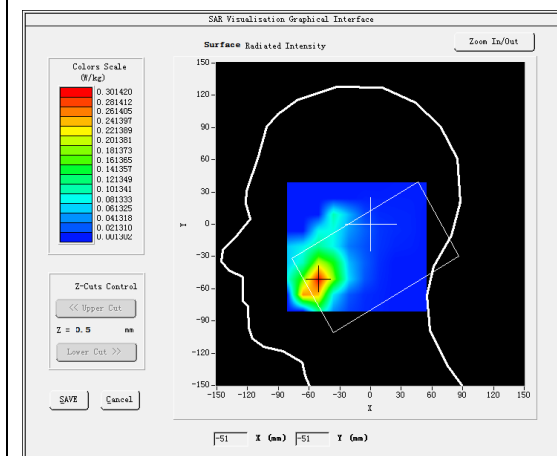 SAR Visualisation Graphical Interface
Surface Radiated Intensity
Zoom In/Out
Colors Scale
(W/kg)
0.301420
0.281412
0.261405
0.241397
0.221389
0.201381
0.181373
0.161365
0.141357
0.121349
0.101341
0.081333
0.061325
0.041318
0.021310
0.001302
Z-Cuts Control
<< Upper Cut
Z = 0.5 mm
Lower Cut >>
SAVE
Cancel
150
120
90
60
30
0
-30
-60
-90
-120
-150
Y
-150 -120 -90 -60 -30 0 30 60 90 120 150
X
-51 X (mm) -51 Y (mm)